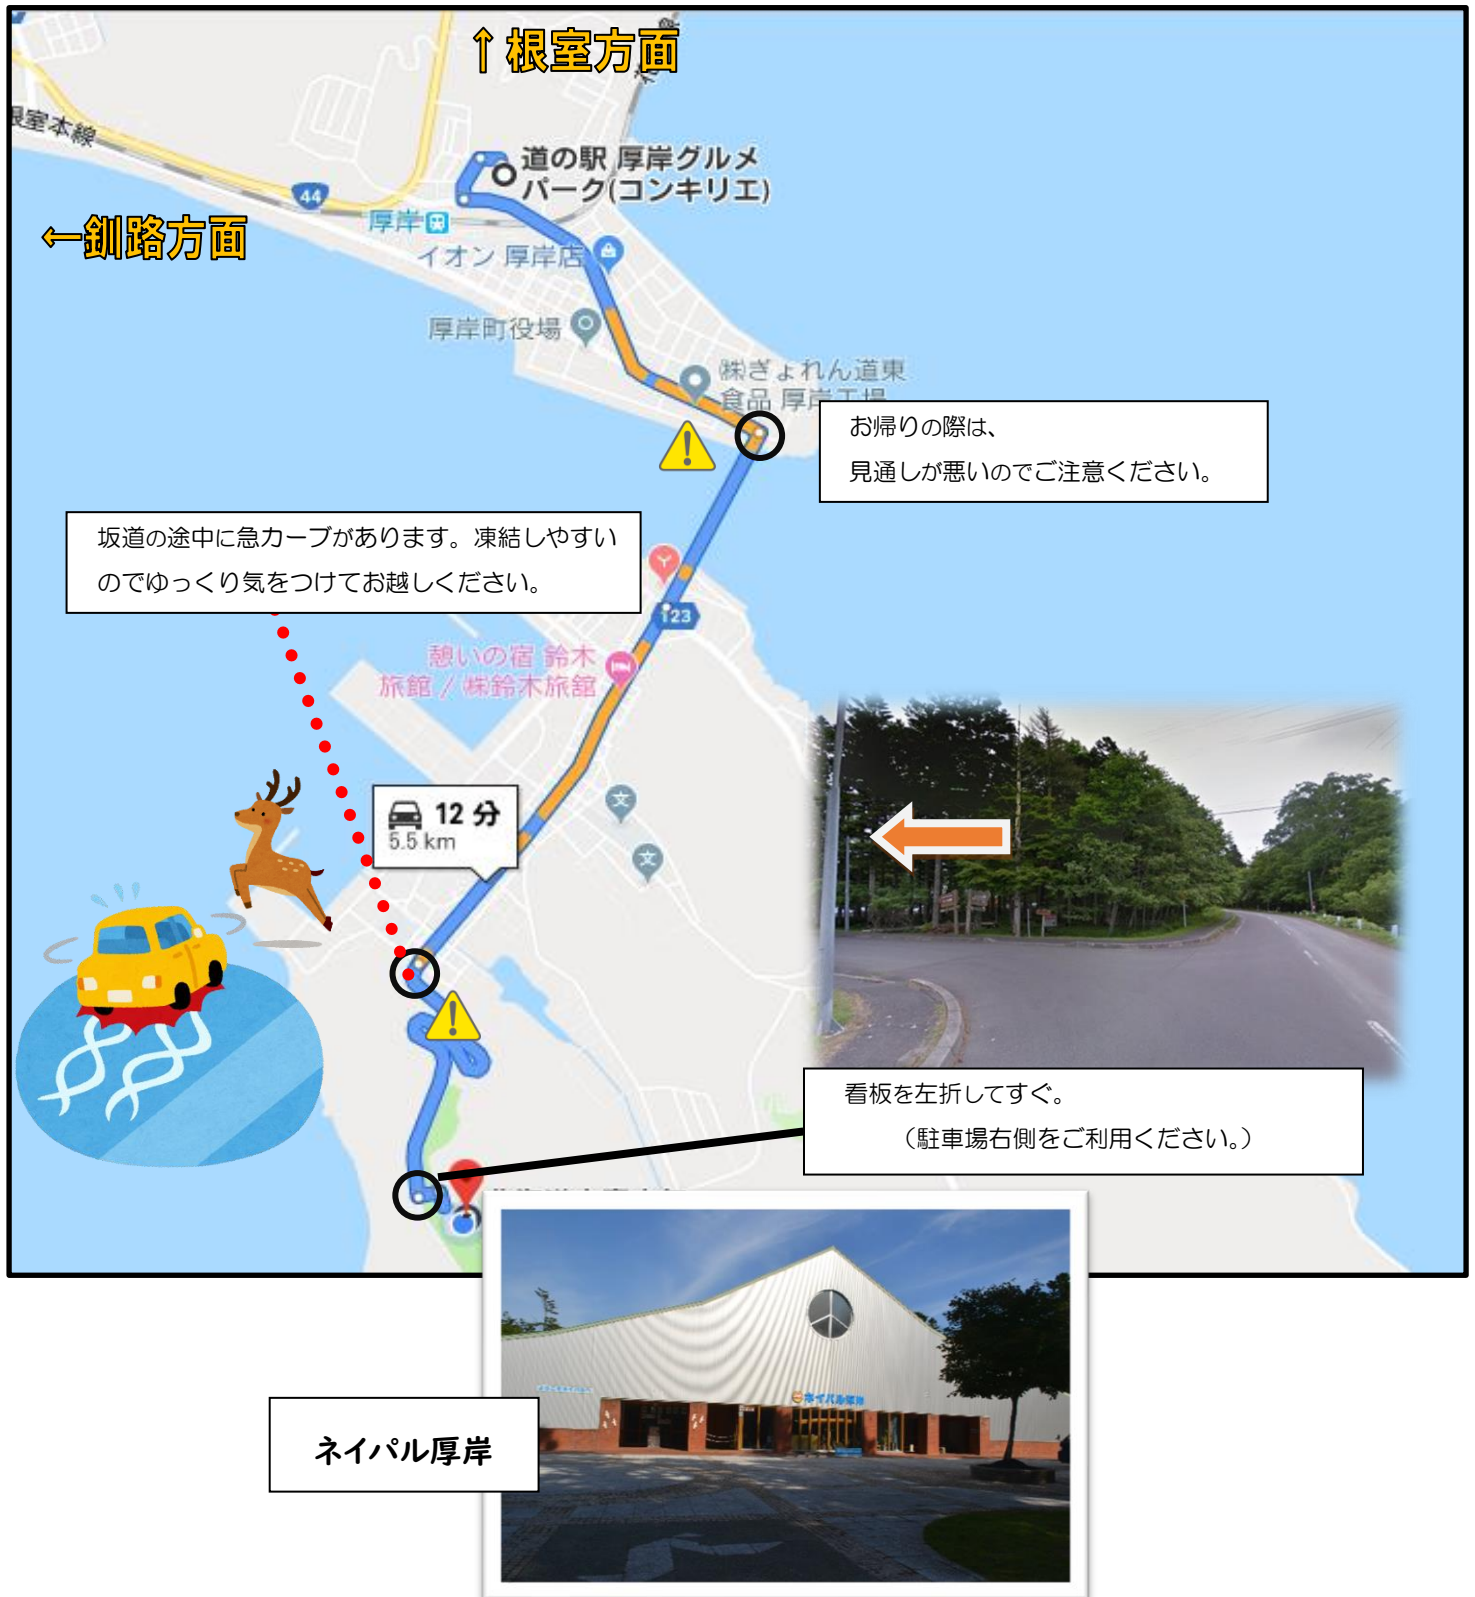 ↑根室方面
根室本線
道の駅 厚岸グルメ
パーク(コンキリエ)
44
厚岸
←釧路方面
イオン 厚岸店
厚岸町役場
㈱ぎょれん道東
食品 厚岸工場
お帰りの際は、
見通しが悪いのでご注意ください。
坂道の途中に急カーブがあります。凍結しやすい
のでゆっくり気をつけてお越しください。
123
憩いの宿 鈴木
旅館 / ㈱鈴木旅館
12 分
5.5 km
文
文
看板を左折してすぐ。
(駐車場右側をご利用ください。)
ネイパル厚岸
ネイパル厚岸